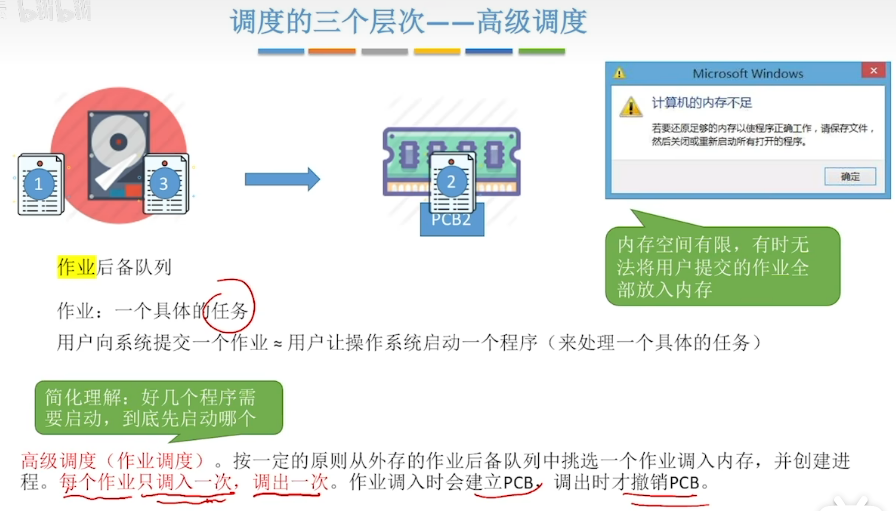 bilibili
调度的三个层次——高级调度
Microsoft Windows
计算机的内存不足
若要还原足够的内存以使程序正确工作，请保存文件，
然后关闭或重新启动所有打开的程序。
确定
1
3
2
PCB2
内存空间有限，有时无
法将用户提交的作业全
部放入内存
作业后备队列
作业：一个具体的任务
用户向系统提交一个作业 ≈ 用户让操作系统启动一个程序（来处理一个具体的任务）
简化理解：好几个程序需
要启动，到底先启动哪个
高级调度（作业调度）。按一定的原则从外存的作业后备队列中挑选一个作业调入内存，并创建进
程。每个作业只调入一次，调出一次。作业调入时会建立PCB，调出时才撤销PCB。